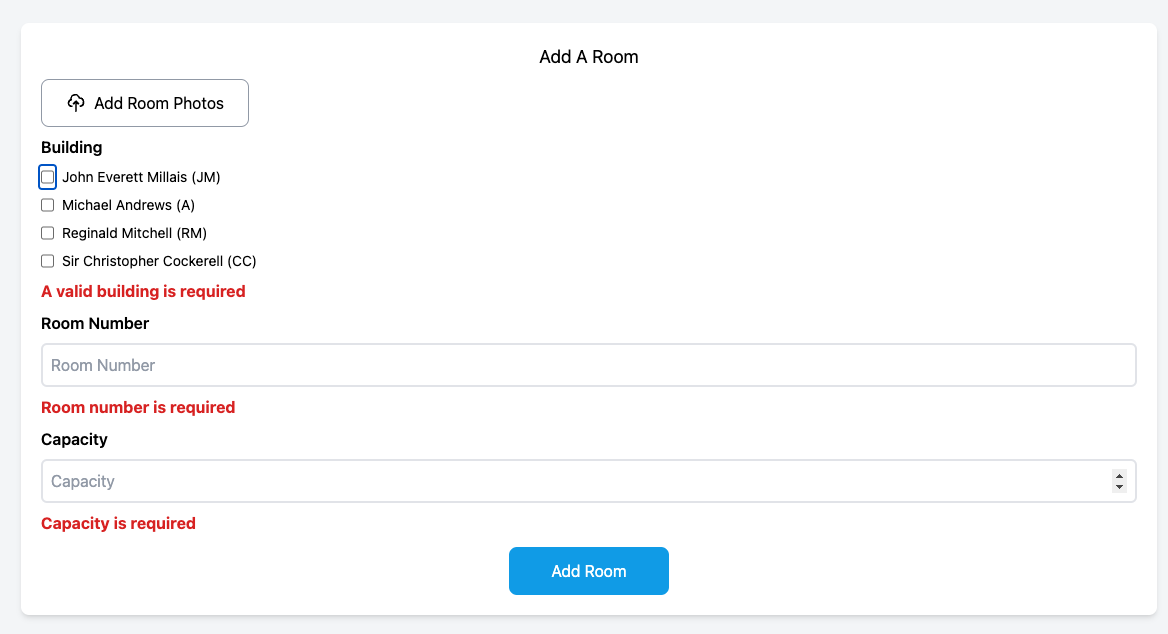 Add A Room
Add Room Photos
Building
John Everett Millais (JM)
Michael Andrews (A)
Reginald Mitchell (RM)
Sir Christopher Cockerell (CC)
A valid building is required
Room Number
Room Number
Room number is required
Capacity
Capacity
Capacity is required
Add Room